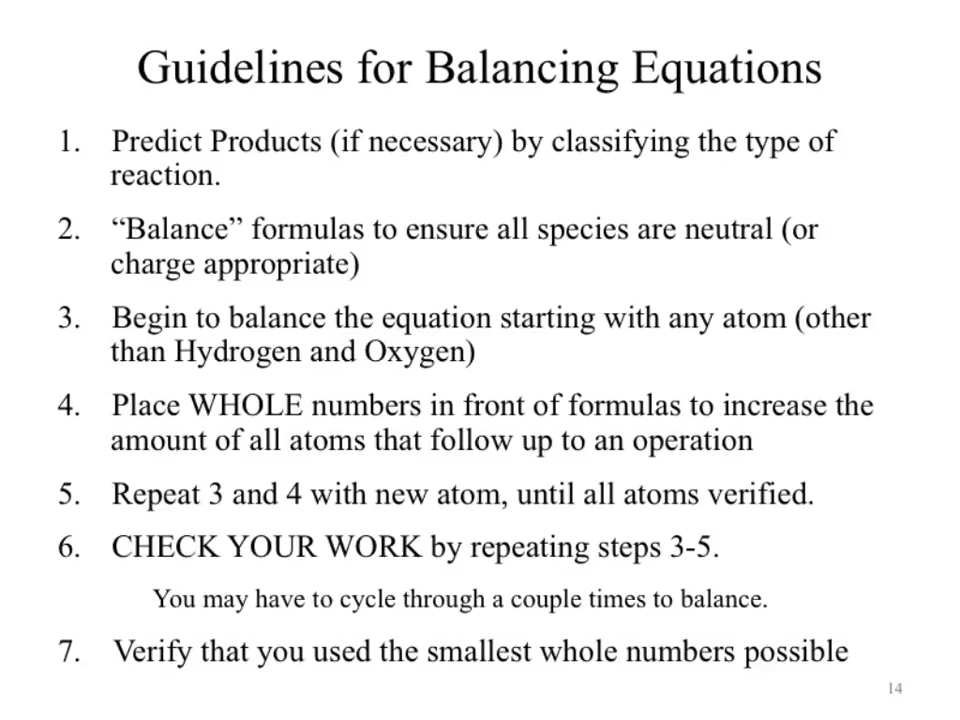 Guidelines for Balancing Equations
1. Predict Products (if necessary) by classifying the type of
reaction.
2. “Balance” formulas to ensure all species are neutral (or
charge appropriate)
3. Begin to balance the equation starting with any atom (other
than Hydrogen and Oxygen)
4. Place WHOLE numbers in front of formulas to increase the
amount of all atoms that follow up to an operation
5. Repeat 3 and 4 with new atom, until all atoms verified.
6. CHECK YOUR WORK by repeating steps 3-5.
You may have to cycle through a couple times to balance.
7. Verify that you used the smallest whole numbers possible
14